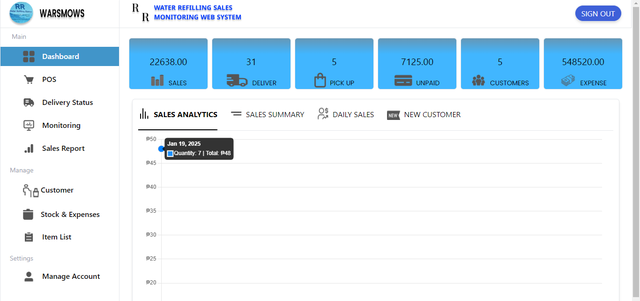 RR
WARSMOWS
R
R
WATER REFILLING SALES
MONITORING WEB SYSTEM
SIGN OUT
Main
Dashboard
POS
Delivery Status
Monitoring
Sales Report
Manage
Customer
Stock & Expenses
Item List
Settings
Manage Account
22638.00
SALES
31
DELIVER
5
PICK UP
7125.00
UNPAID
5
CUSTOMERS
548520.00
EXPENSE
SALES ANALYTICS
SALES SUMMARY
DAILY SALES
NEW
NEW CUSTOMER
₱50
Jan 19, 2025
Quantity: 7 | Total: ₱48
₱45
₱40
₱35
₱30
₱25
₱20